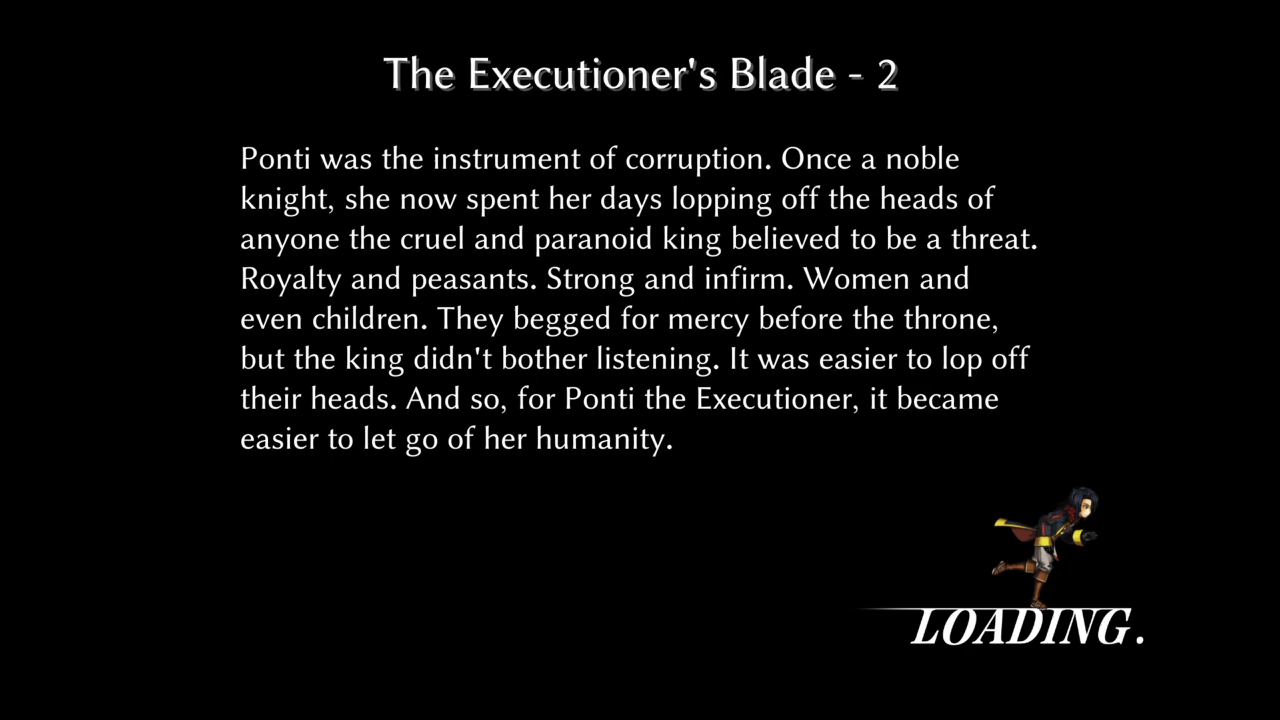 The Executioner's Blade - 2
Ponti was the instrument of corruption. Once a noble
knight, she now spent her days lopping off the heads of
anyone the cruel and paranoid king believed to be a threat.
Royalty and peasants. Strong and infirm. Women and
even children. They begged for mercy before the throne,
but the king didn't bother listening. It was easier to lop off
their heads. And so, for Ponti the Executioner, it became
easier to let go of her humanity.
LOADING.